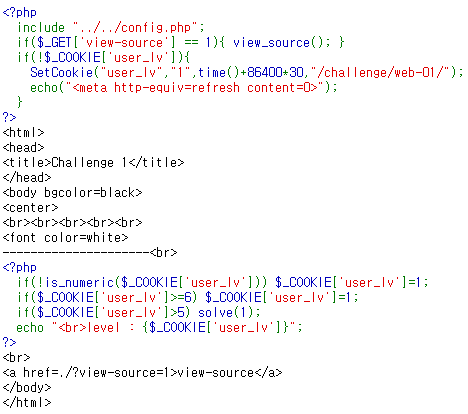 <?php
include "../../config.php";
if($_GET['view-source'] == 1){ view_source(); }
if(!$_COOKIE['user_lv']){
SetCookie("user_lv","1",time()+86400*30,"/challenge/web-01/");
echo("<meta http-equiv=refresh content=0>");
}
?>
<html>
<head>
<title>Challenge 1</title>
</head>
<body bgcolor=black>
<center>
<br><br><br><br><br>
<font color=white>
---------------------<br>
<?php
if(!is_numeric($_COOKIE['user_lv'])) $_COOKIE['user_lv']=1;
if($_COOKIE['user_lv']>=6) $_COOKIE['user_lv']=1;
if($_COOKIE['user_lv']>5) solve(1);
echo "<br>level : {$_COOKIE['user_lv']}";
?>
<br>
<a href=./?view-source=1>view-source</a>
</body>
</html>